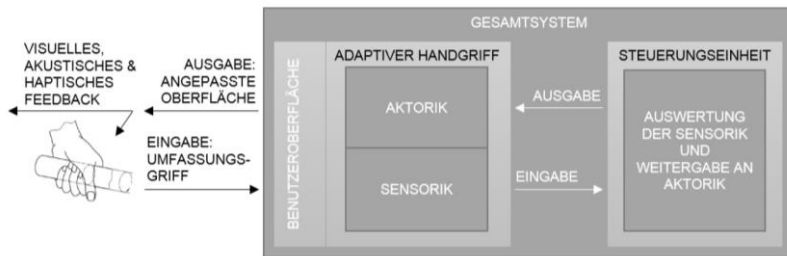 GESAMTSYSTEM
VISUELLES,
AKUSTISCHES &
HAPTISCHES
FEEDBACK
AUSGABE:
ANGEPASSTE
OBERFLÄCHE
EINGABE:
UMFASSUNGS-
GRIFF
BENUTZEROBERFLÄCHE
ADAPTIVER HANDGRIFF
AKTORIK
SENSORIK
AUSGABE
EINGABE
STEUERUNGSEINHEIT
AUSWERTUNG
DER SENSORIK
UND
WEITERGABE AN
AKTORIK